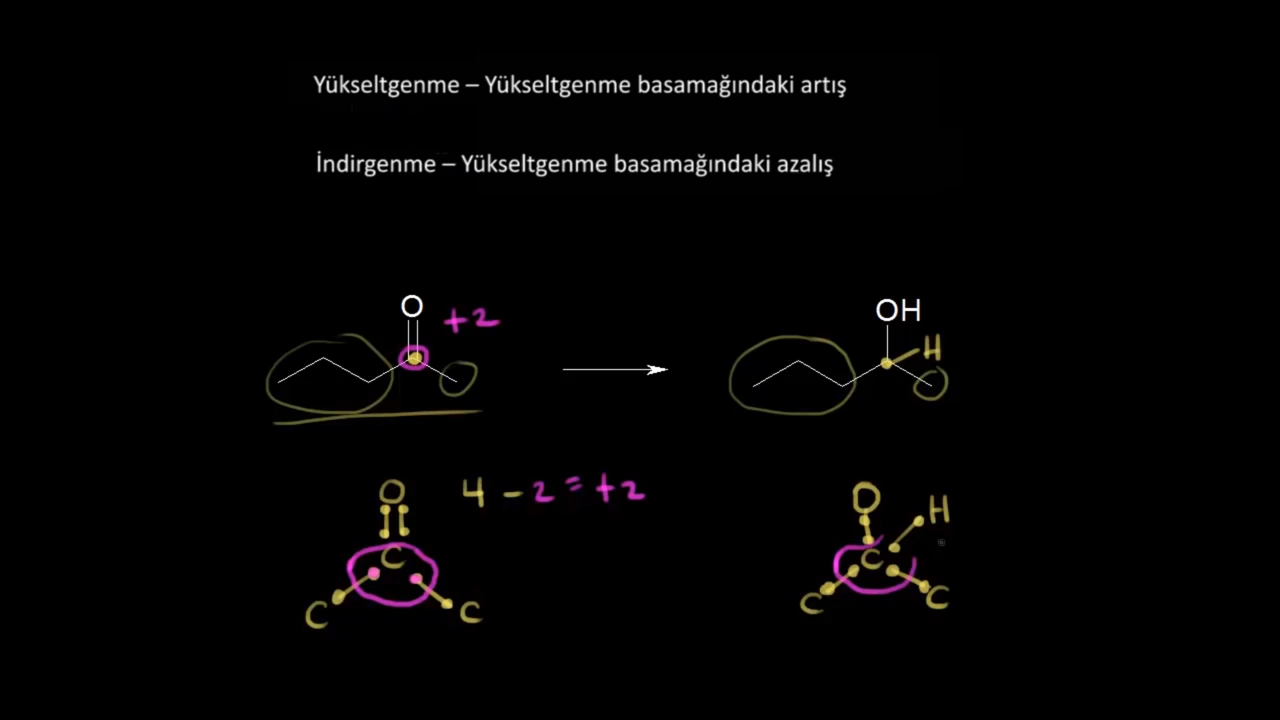 Yükseltgenme – Yükseltgenme basamağındaki artış
İndirgenme – Yükseltgenme basamağındaki azalış
O +2
OH
H
O 4 - 2 = +2
O H
C
C
C C
C C